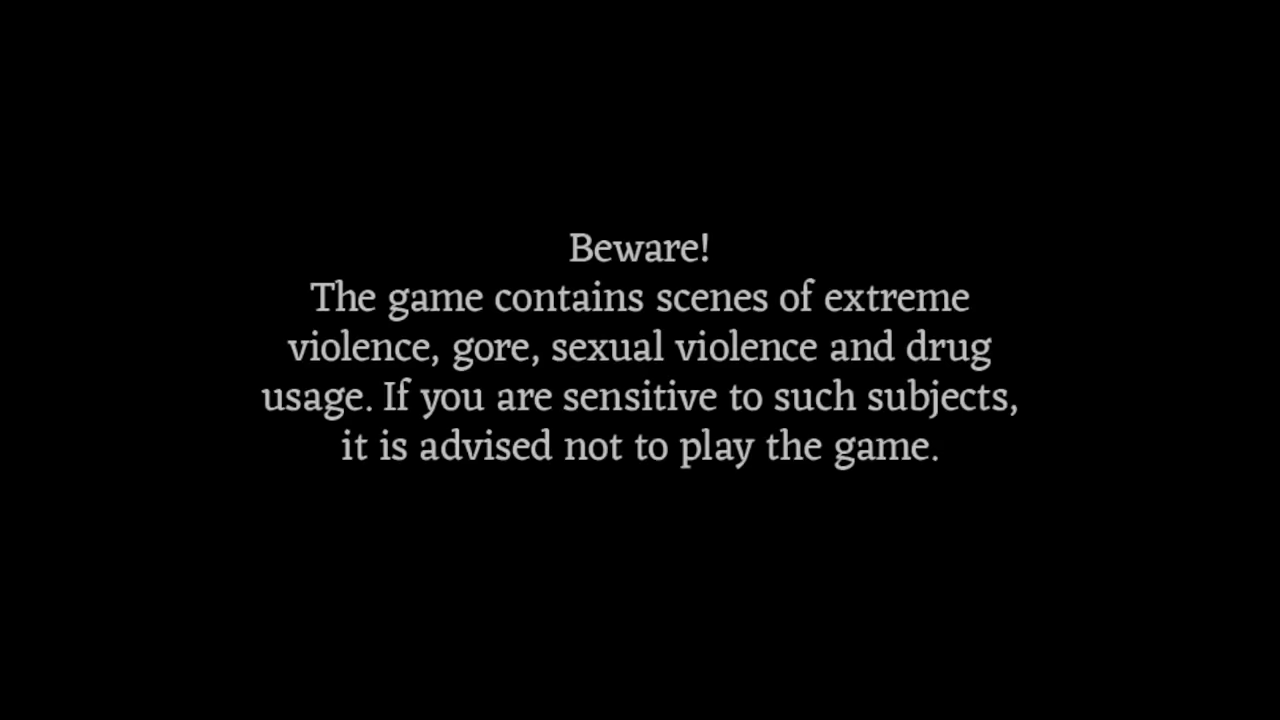 Beware!
The game contains scenes of extreme
violence, gore, sexual violence and drug
usage. If you are sensitive to such subjects,
it is advised not to play the game.